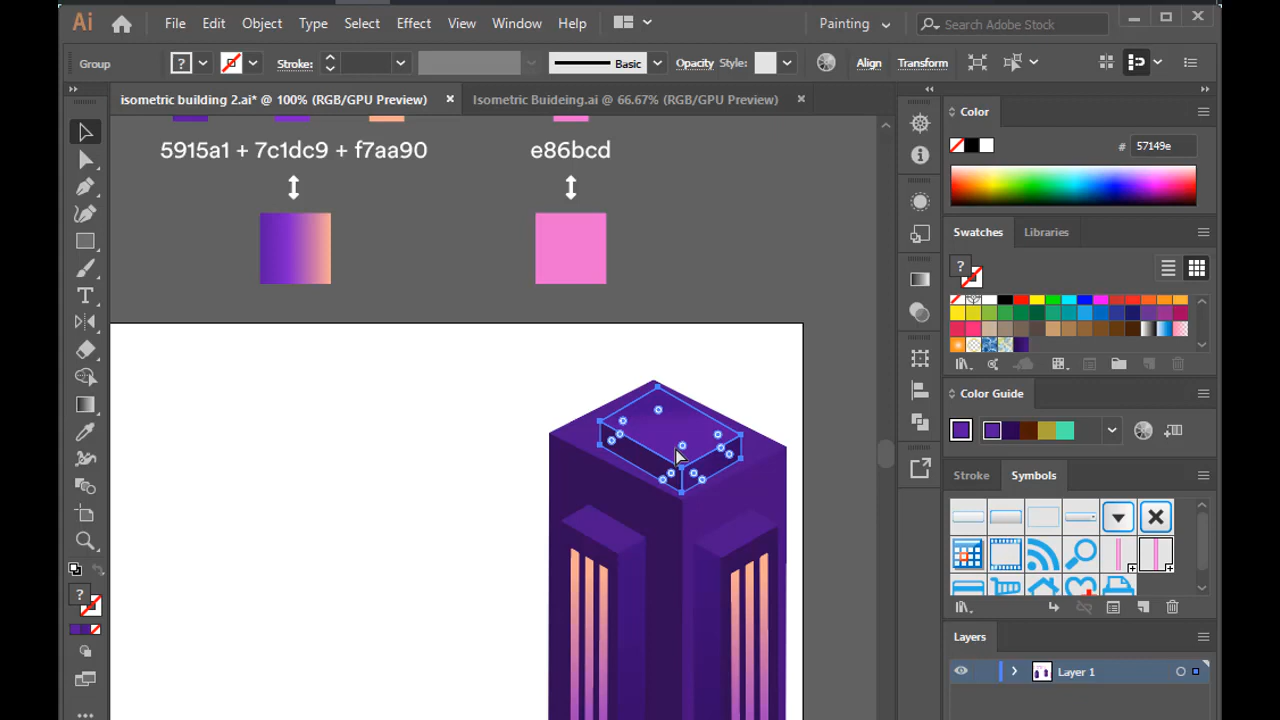 Ai File Edit Object Type Select Effect View Window Help Painting Search Adobe Stock
Group ? Stroke: Basic Opacity Style: Align Transform
isometric building 2.ai* @ 100% (RGB/GPU Preview) Isometric Buideing.ai @ 66.67% (RGB/GPU Preview)
Color
# 57149e
5915a1 + 7c1dc9 + f7aa90 e86bcd
Swatches Libraries
?
Color Guide
Stroke Symbols
?
Layers
Layer 1